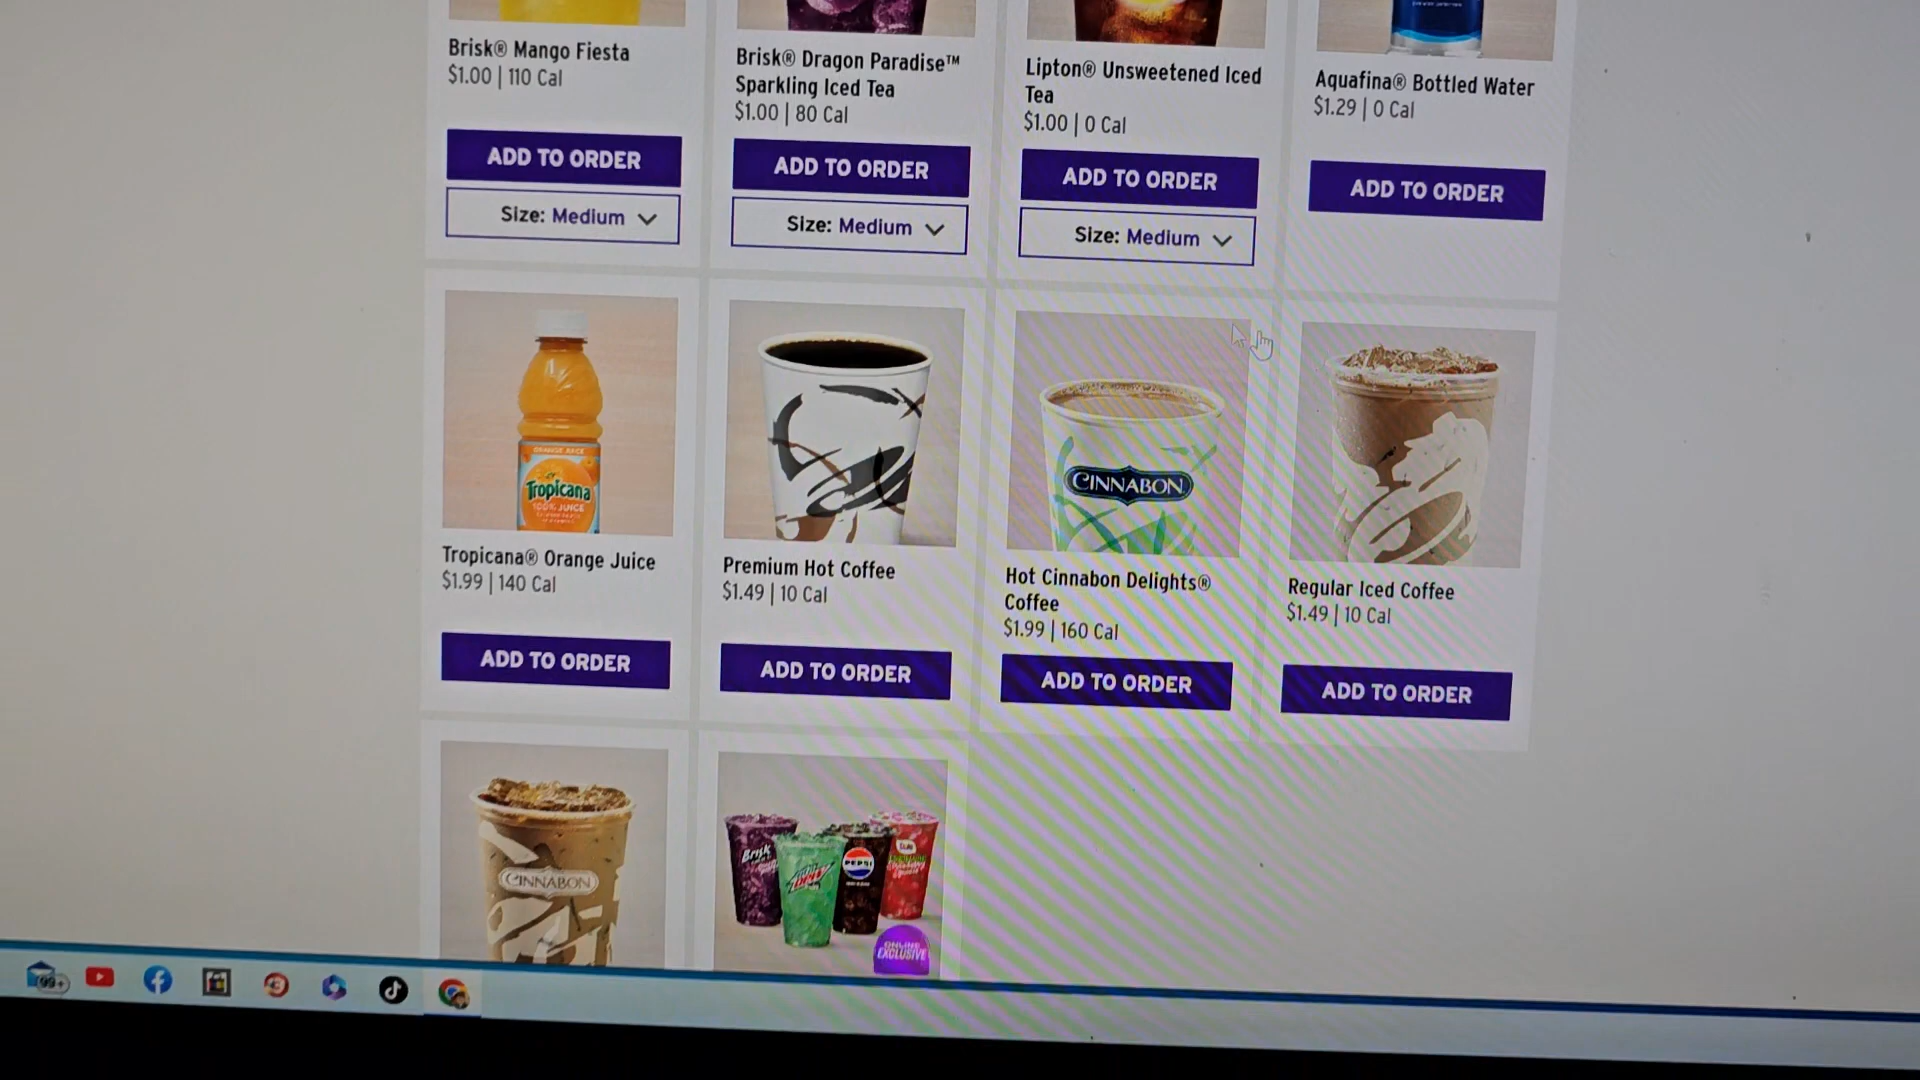 Brisk® Mango Fiesta
$1.00 | 110 Cal
ADD TO ORDER
Size: Medium
Brisk® Dragon Paradise™
Sparkling Iced Tea
$1.00 | 80 Cal
ADD TO ORDER
Size: Medium
Lipton® Unsweetened Iced
Tea
$1.00 | 0 Cal
ADD TO ORDER
Size: Medium
Aquafina® Bottled Water
$1.29 | 0 Cal
ADD TO ORDER
ORANGE JUICE
Tropicana
100% JUICE
Tropicana® Orange Juice
$1.99 | 140 Cal
ADD TO ORDER
Premium Hot Coffee
$1.49 | 10 Cal
ADD TO ORDER
CINNABON
Hot Cinnabon Delights®
Coffee
$1.99 | 160 Cal
ADD TO ORDER
Regular Iced Coffee
$1.49 | 10 Cal
ADD TO ORDER
CINNABON
Brisk
PEPSI
ONLINE
EXCLUSIVE
99+